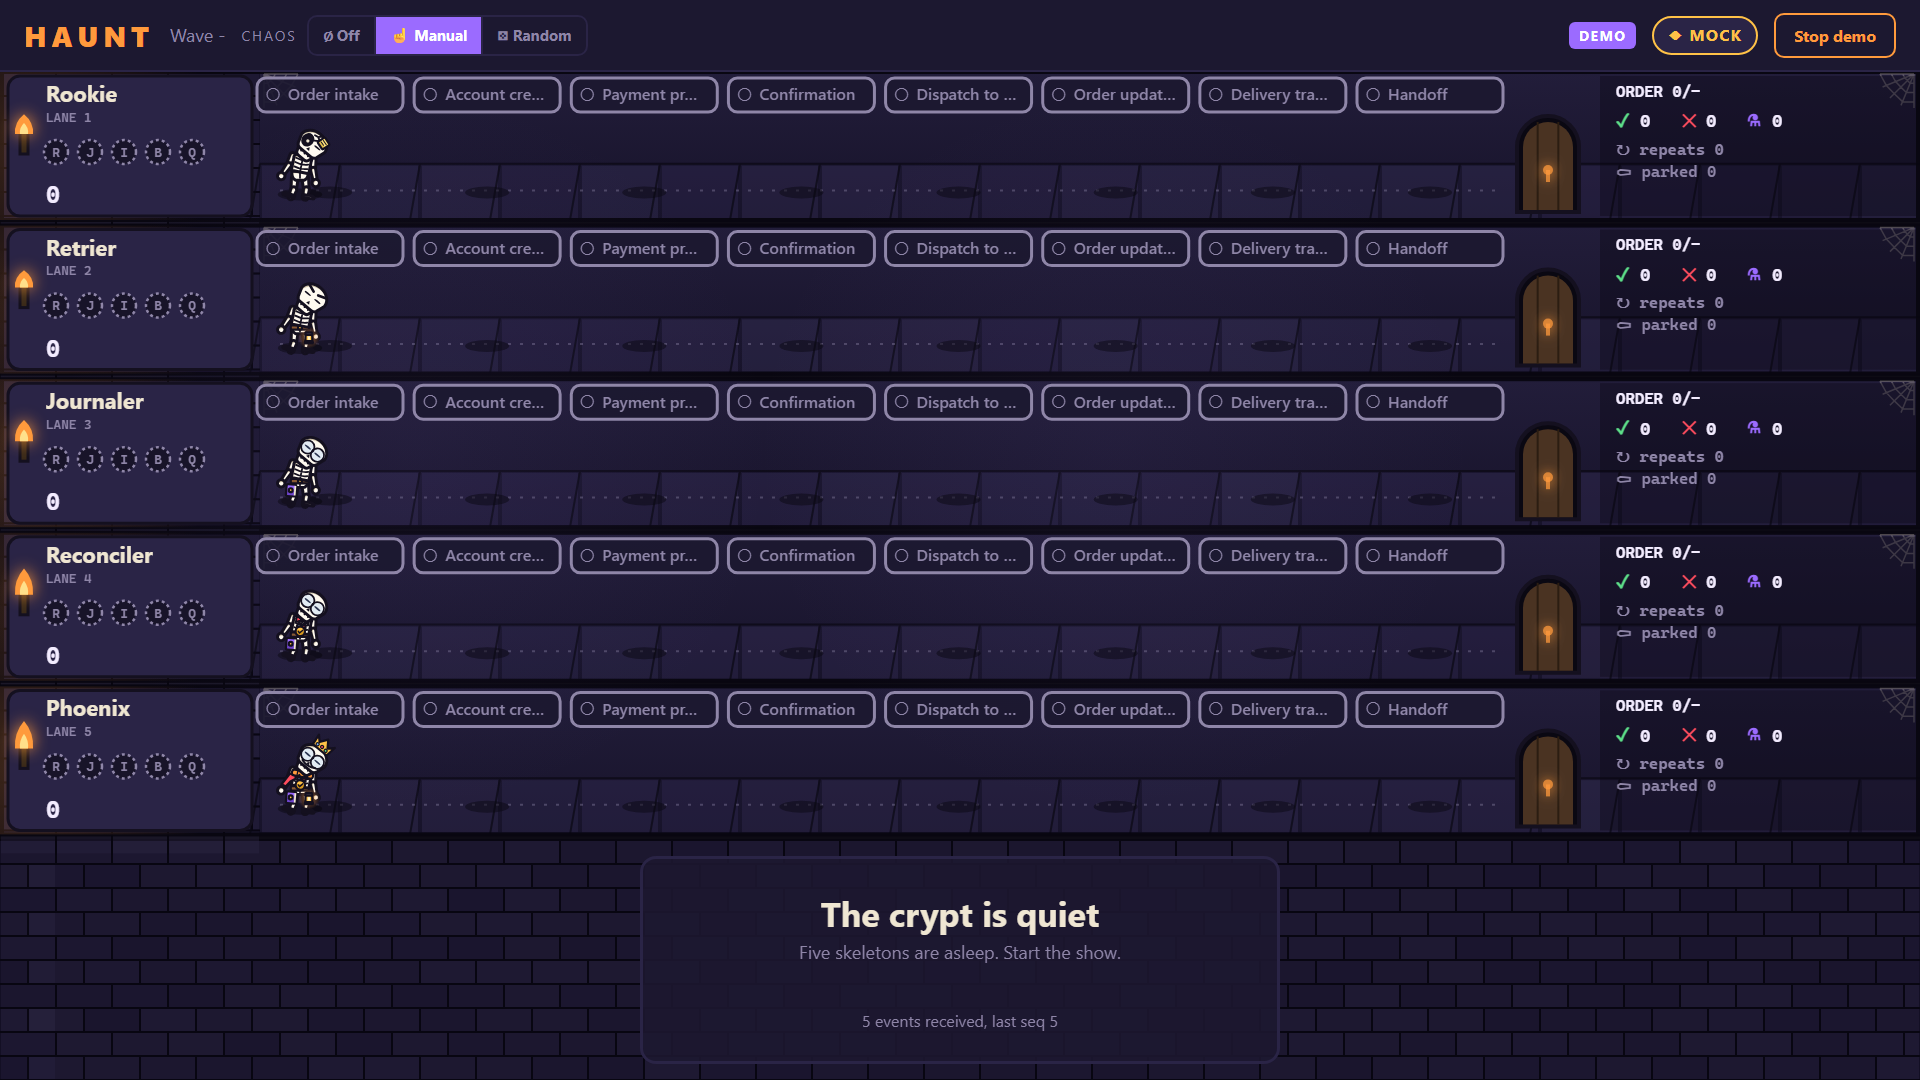 HAUNT Wave - CHAOS Ø Off Manual Random DEMO MOCK Stop demo
Rookie
LANE 1
R J I B Q
0
Order intake Account cre... Payment pr... Confirmation Dispatch to ... Order updat... Delivery tra... Handoff
ORDER 0/-
✓ 0 ✕ 0 0
↻ repeats 0
parked 0
Retrier
LANE 2
R J I B Q
0
Order intake Account cre... Payment pr... Confirmation Dispatch to ... Order updat... Delivery tra... Handoff
ORDER 0/-
✓ 0 ✕ 0 0
↻ repeats 0
parked 0
Journaler
LANE 3
R J I B Q
0
Order intake Account cre... Payment pr... Confirmation Dispatch to ... Order updat... Delivery tra... Handoff
ORDER 0/-
✓ 0 ✕ 0 0
↻ repeats 0
parked 0
Reconciler
LANE 4
R J I B Q
0
Order intake Account cre... Payment pr... Confirmation Dispatch to ... Order updat... Delivery tra... Handoff
ORDER 0/-
✓ 0 ✕ 0 0
↻ repeats 0
parked 0
Phoenix
LANE 5
R J I B Q
0
Order intake Account cre... Payment pr... Confirmation Dispatch to ... Order updat... Delivery tra... Handoff
ORDER 0/-
✓ 0 ✕ 0 0
↻ repeats 0
parked 0
The crypt is quiet
Five skeletons are asleep. Start the show.
5 events received, last seq 5